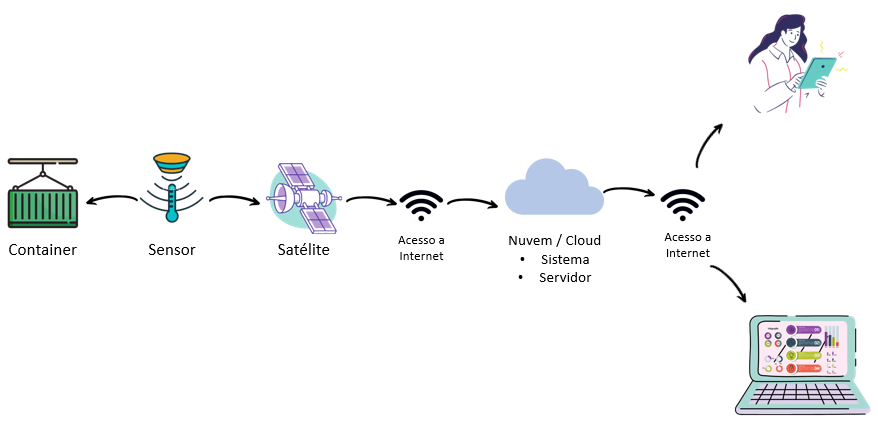 Container
Sensor
Satélite
Acesso a
Internet
Nuvem / Cloud
• Sistema
• Servidor
Acesso a
Internet